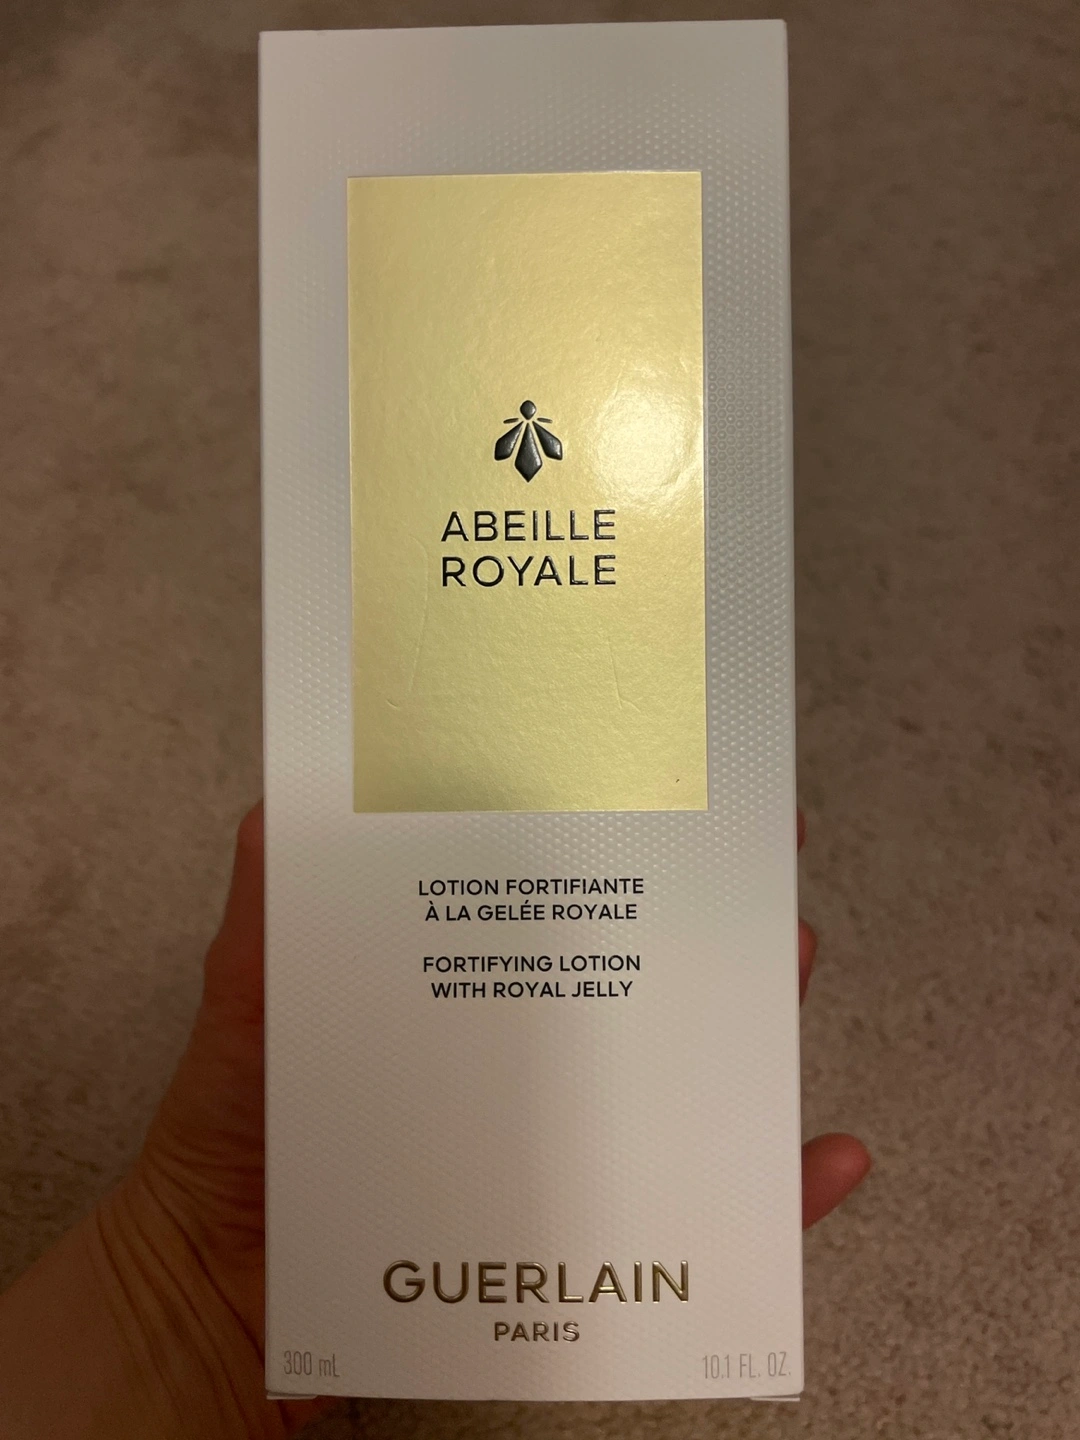 ABEILLE
ROYALE
LOTION FORTIFIANTE
À LA GELÉE ROYALE
FORTIFYING LOTION
WITH ROYAL JELLY
GUERLAIN
PARIS
300 mL
10.1 FL. OZ.